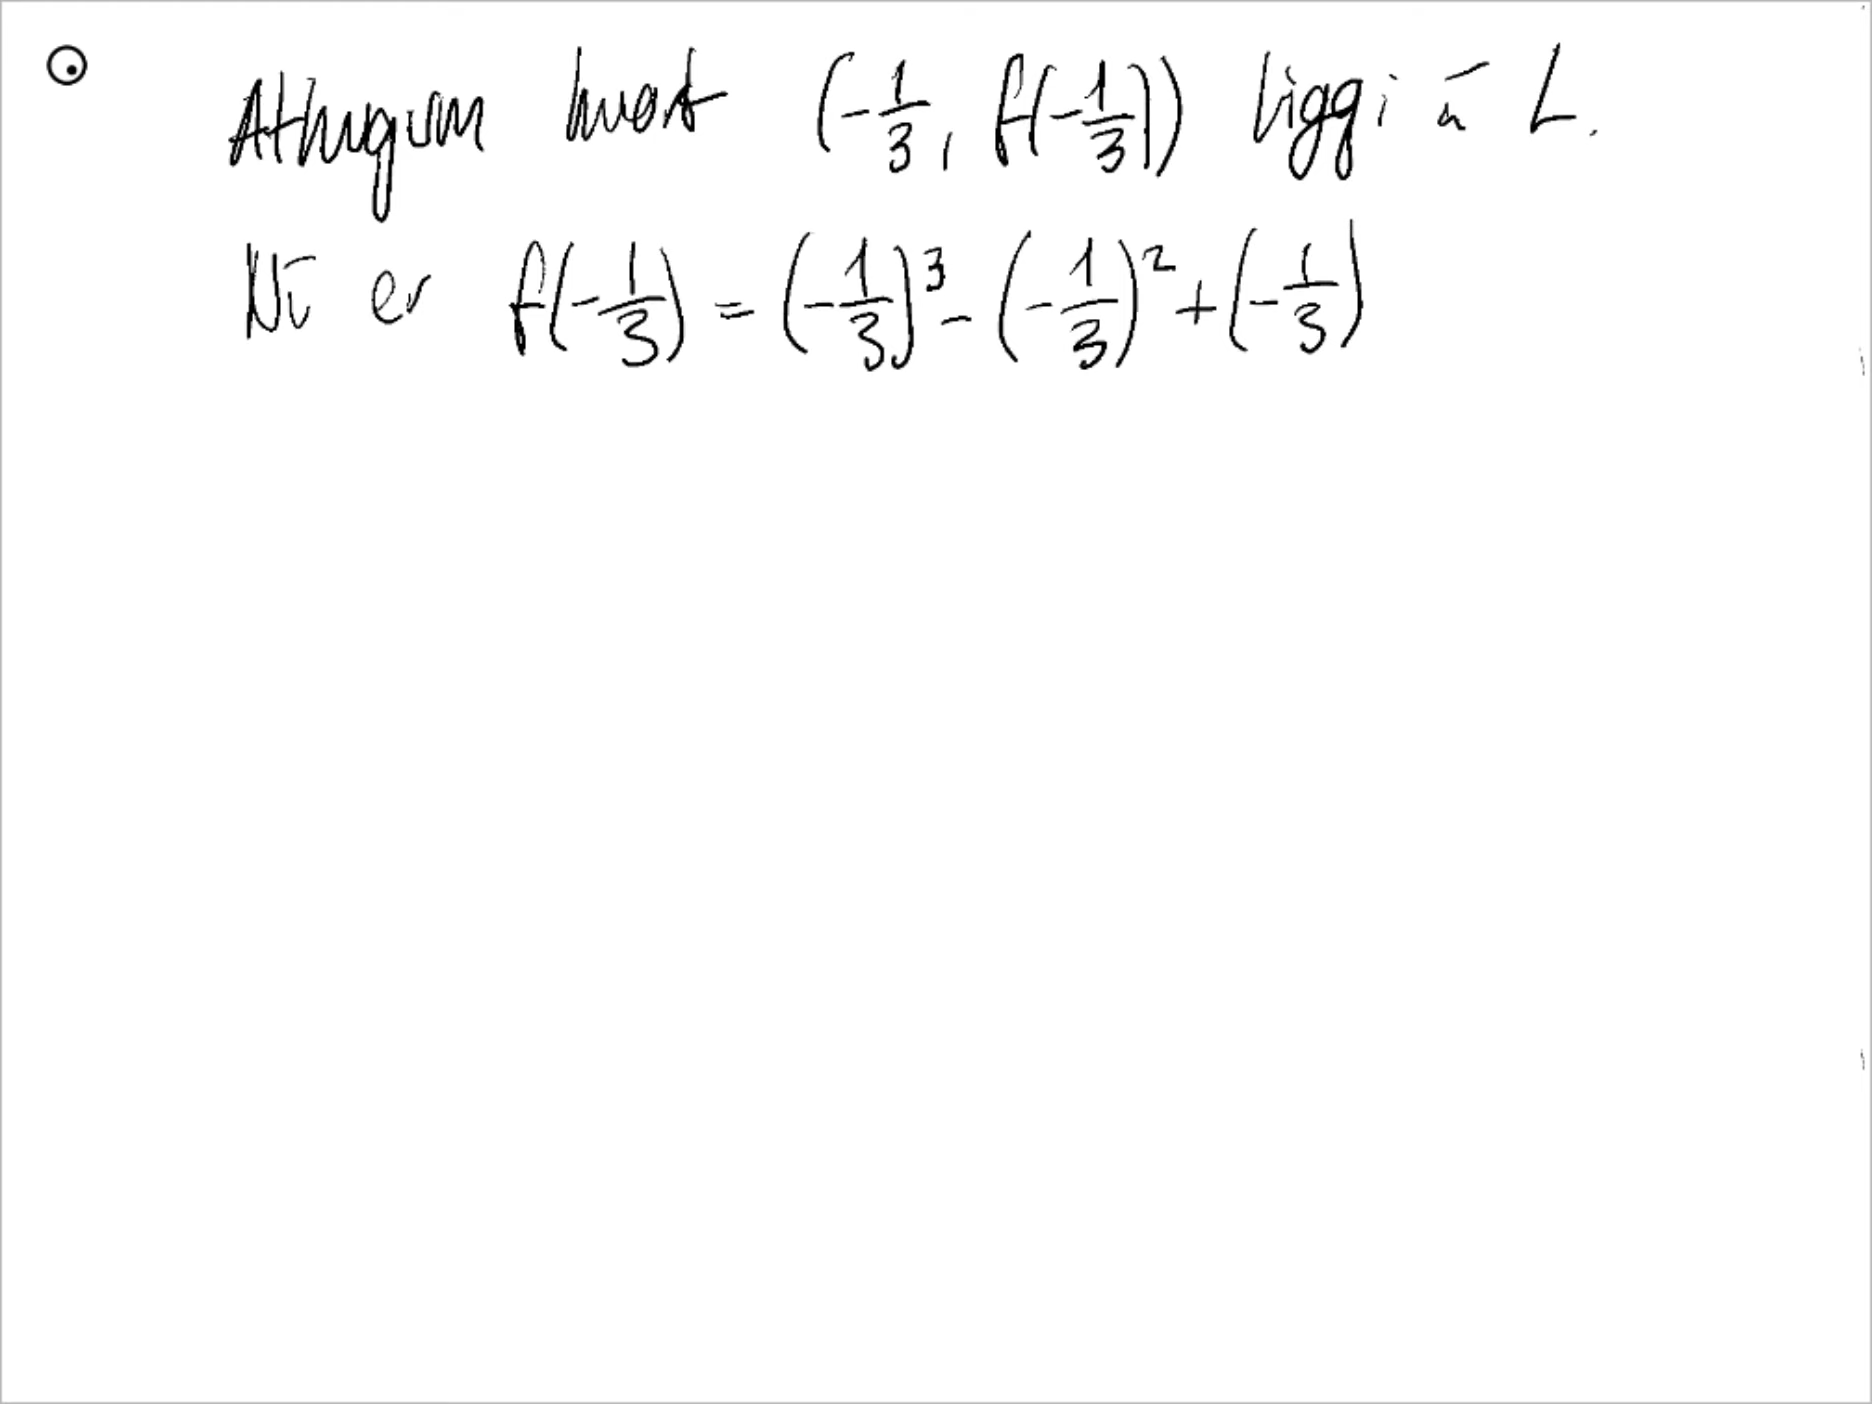 Athugum hvort (-1/3, f(-1/3)) liggi á L.
Nú er f(-1/3) = (-1/3)³ - (-1/3)² + (-1/3)